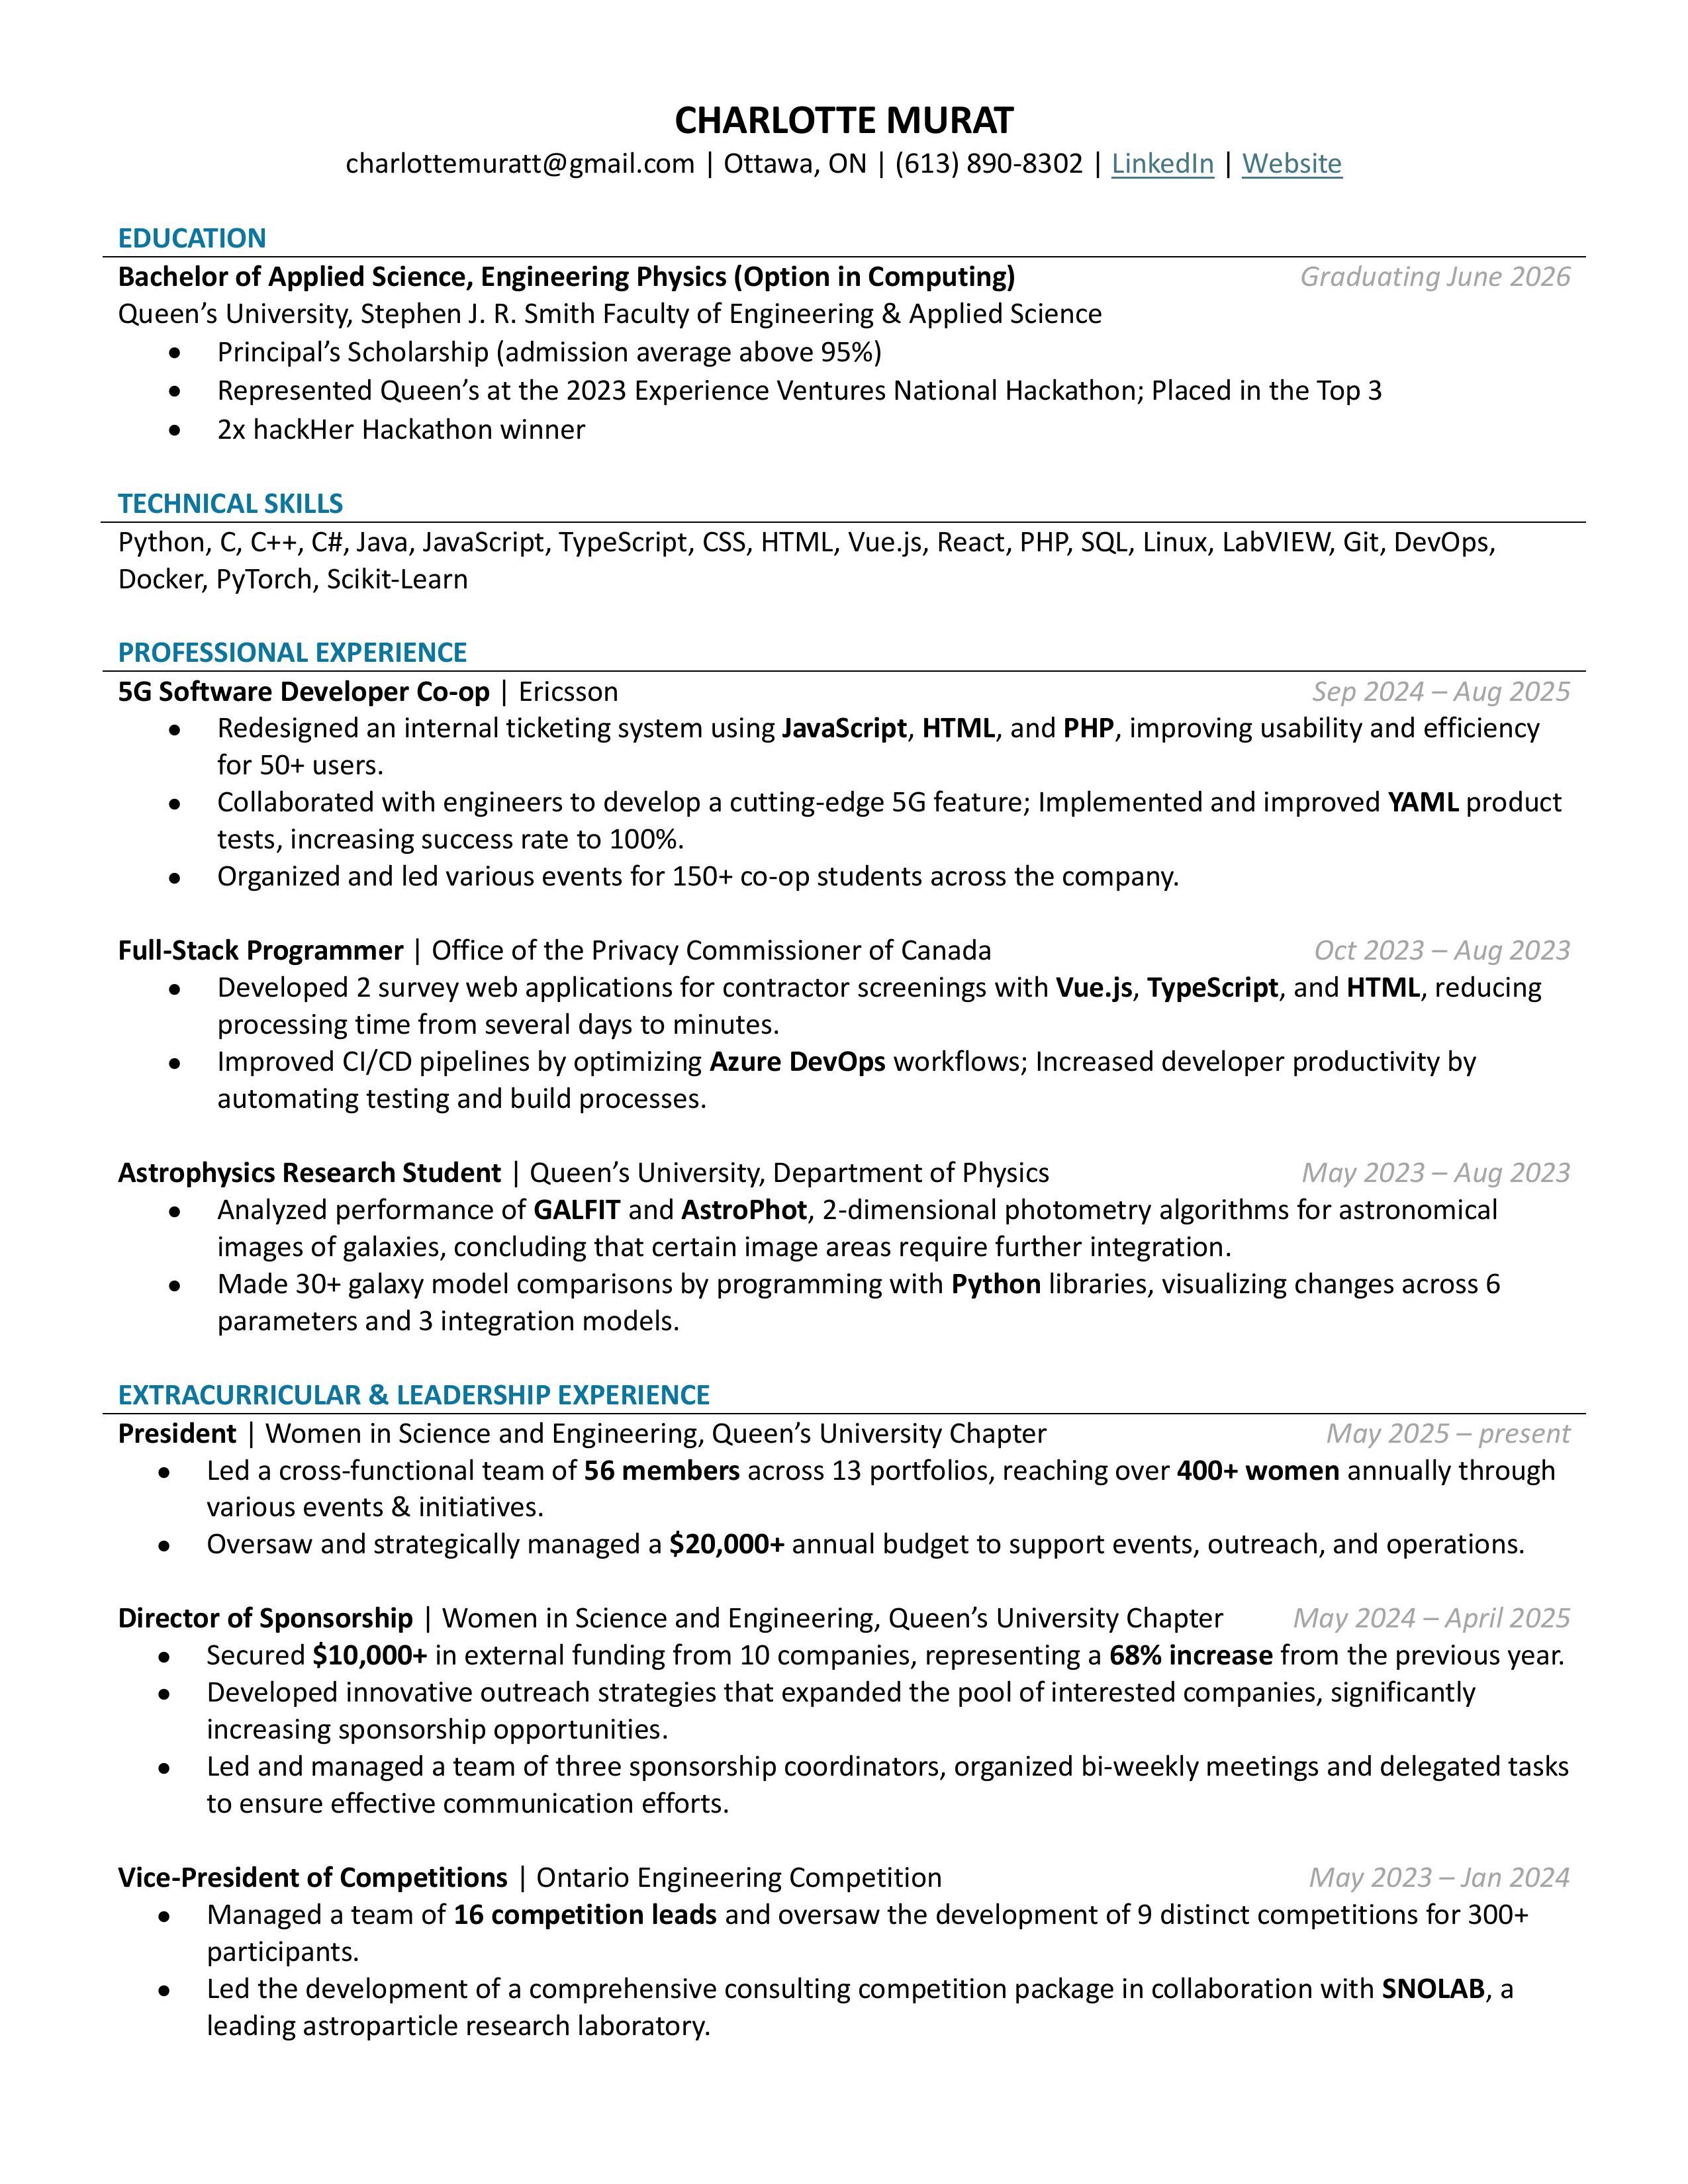 CHARLOTTE MURAT
charlottemuratt@gmail.com | Ottawa, ON | (613) 890-8302 | LinkedIn | Website
EDUCATION
Bachelor of Applied Science, Engineering Physics (Option in Computing) Graduating June 2026
Queen’s University, Stephen J. R. Smith Faculty of Engineering & Applied Science
● Principal’s Scholarship (admission average above 95%)
● Represented Queen’s at the 2023 Experience Ventures National Hackathon; Placed in the Top 3
● 2x hackHer Hackathon winner
TECHNICAL SKILLS
Python, C, C++, C#, Java, JavaScript, TypeScript, CSS, HTML, Vue.js, React, PHP, SQL, Linux, LabVIEW, Git, DevOps,
Docker, PyTorch, Scikit-Learn
PROFESSIONAL EXPERIENCE
5G Software Developer Co-op | Ericsson Sep 2024 – Aug 2025
● Redesigned an internal ticketing system using JavaScript, HTML, and PHP, improving usability and efficiency
for 50+ users.
● Collaborated with engineers to develop a cutting-edge 5G feature; Implemented and improved YAML product
tests, increasing success rate to 100%.
● Organized and led various events for 150+ co-op students across the company.
Full-Stack Programmer | Office of the Privacy Commissioner of Canada Oct 2023 – Aug 2023
● Developed 2 survey web applications for contractor screenings with Vue.js, TypeScript, and HTML, reducing
processing time from several days to minutes.
● Improved CI/CD pipelines by optimizing Azure DevOps workflows; Increased developer productivity by
automating testing and build processes.
Astrophysics Research Student | Queen’s University, Department of Physics May 2023 – Aug 2023
● Analyzed performance of GALFIT and AstroPhot, 2-dimensional photometry algorithms for astronomical
images of galaxies, concluding that certain image areas require further integration.
● Made 30+ galaxy model comparisons by programming with Python libraries, visualizing changes across 6
parameters and 3 integration models.
EXTRACURRICULAR & LEADERSHIP EXPERIENCE
President | Women in Science and Engineering, Queen’s University Chapter May 2025 – present
● Led a cross-functional team of 56 members across 13 portfolios, reaching over 400+ women annually through
various events & initiatives.
● Oversaw and strategically managed a $20,000+ annual budget to support events, outreach, and operations.
Director of Sponsorship | Women in Science and Engineering, Queen’s University Chapter May 2024 – April 2025
● Secured $10,000+ in external funding from 10 companies, representing a 68% increase from the previous year.
● Developed innovative outreach strategies that expanded the pool of interested companies, significantly
increasing sponsorship opportunities.
● Led and managed a team of three sponsorship coordinators, organized bi-weekly meetings and delegated tasks
to ensure effective communication efforts.
Vice-President of Competitions | Ontario Engineering Competition May 2023 – Jan 2024
● Managed a team of 16 competition leads and oversaw the development of 9 distinct competitions for 300+
participants.
● Led the development of a comprehensive consulting competition package in collaboration with SNOLAB, a
leading astroparticle research laboratory.